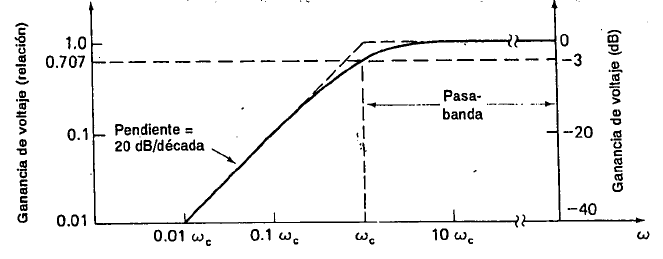 Ganancia de voltaje (relación)
1.0
0.707
0.1
0.01
Pendiente =
20 dB/década
Pasa-
banda
0
−3
−20
−40
Ganancia de voltaje (dB)
0.01 ωc
0.1 ωc
ωc
10 ωc
ω